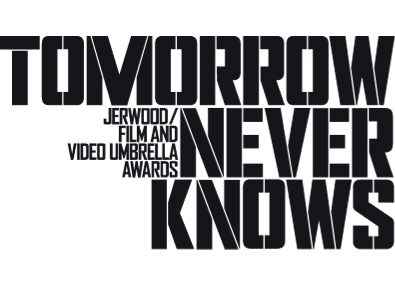 TOMORROW
JERWOOD/
FILM AND
VIDEO UMBRELLA
AWARDS
NEVER
KNOWS